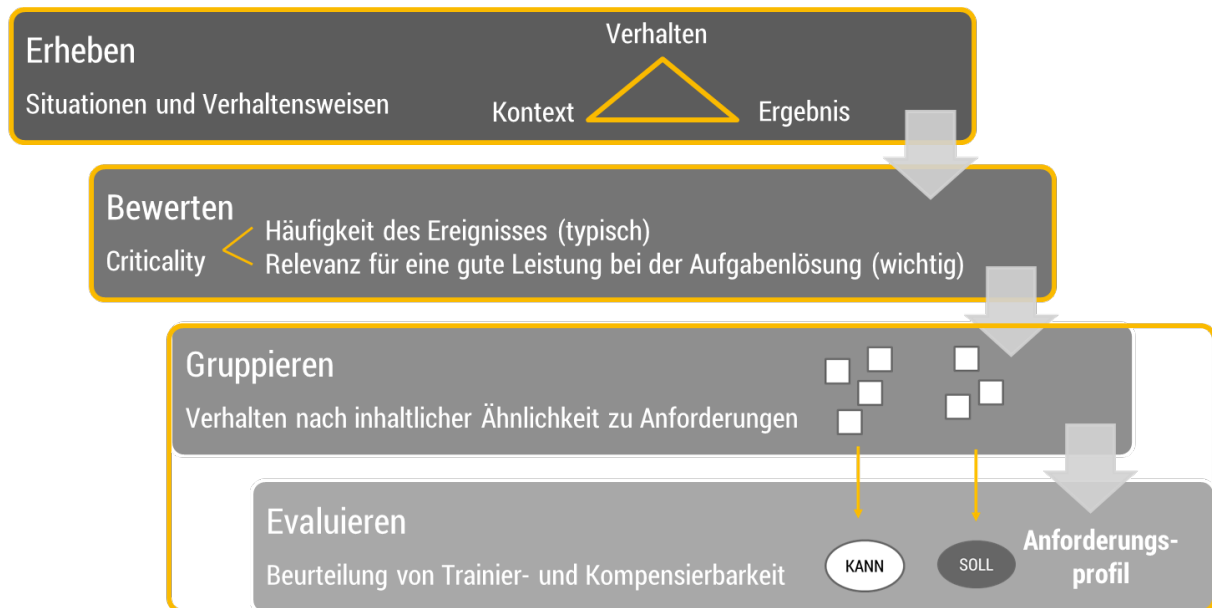 Erheben
Situationen und Verhaltensweisen
Verhalten
Kontext
Ergebnis
Bewerten
Criticality
Häufigkeit des Ereignisses (typisch)
Relevanz für eine gute Leistung bei der Aufgabenlösung (wichtig)
Gruppieren
Verhalten nach inhaltlicher Ähnlichkeit zu Anforderungen
Evaluieren
Beurteilung von Trainier- und Kompensierbarkeit
KANN
SOLL
Anforderungs-
profil